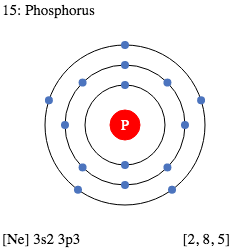 15: Phosphorus
P
[Ne] 3s2 3p3 [2, 8, 5]